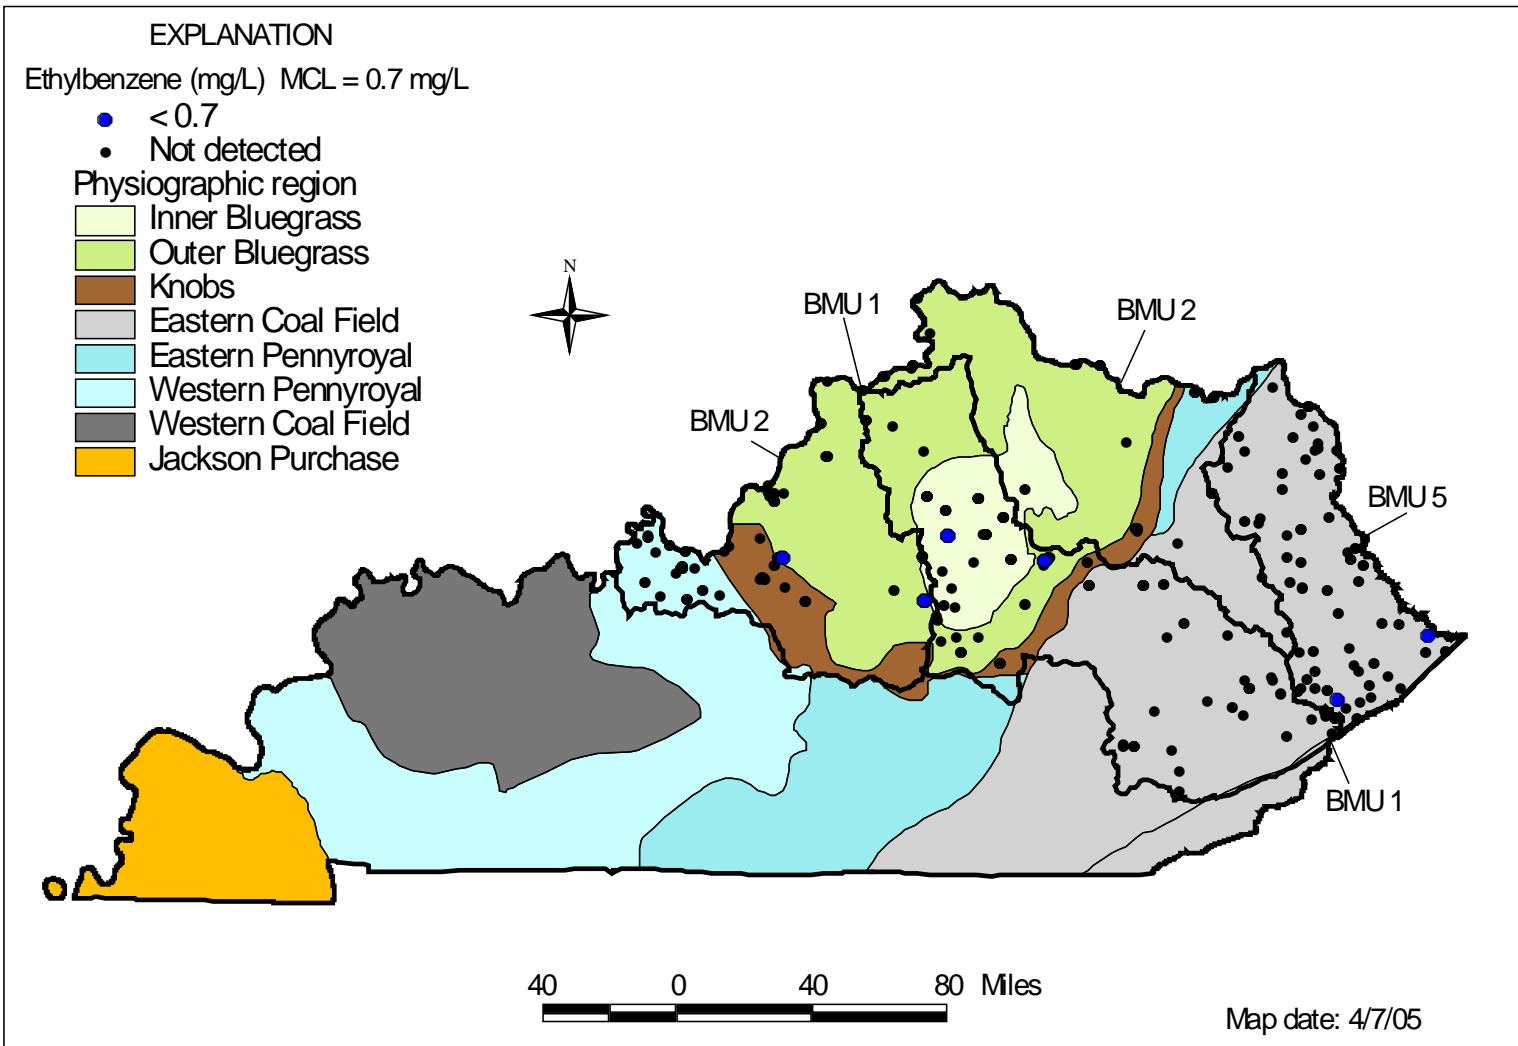 EXPLANATION
Ethylbenzene (mg/L) MCL = 0.7 mg/L
< 0.7
Not detected
Physiographic region
Inner Bluegrass
Outer Bluegrass
Knobs
Eastern Coal Field
Eastern Pennyroyal
Western Pennyroyal
Western Coal Field
Jackson Purchase
N
BMU 1
BMU 2
BMU 2
BMU 5
BMU 1
40 0 40 80 Miles
Map date: 4/7/05